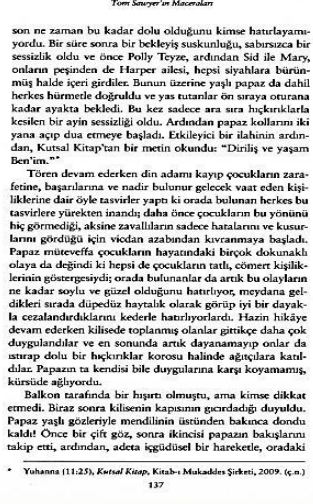 Tom Sawyer'ın Maceraları
son ne zaman bu kadar dolu olduğunu kimse hatırlayamı-
yordu. Bir süre sonra bir bekleyiş suskunluğu, sabırsızca bir
sessizlik oldu ve önce Polly Teyze, ardından Sid ile Mary,
onların peşinden de Harper ailesi, hepsi siyahlara bürün-
müş halde içeri girdiler. Bunun üzerine yaşlı papaz da dahil
herkes hürmetle doğruldu ve yas tutanlar ön sıraya oturana
kadar ayakta bekledi. Bu kez sadece ara sıra hıçkırıklarla
kesilen bir ayin sessizliği oldu. Ardından papaz kollarını iki
yana açıp dua etmeye başladı. Etkileyici bir ilahinin ardın-
dan, Kutsal Kitap'tan bir metin okundu: "Diriliş ve yaşam
Ben'im."*
Tören devam ederken din adamı kayıp çocukların zara-
fetine, başarılarına ve nadir bulunur gelecek vaat eden kişi-
liklerine dair öyle tasvirler yaptı ki orada bulunan herkes bu
tasvirlere yürekten inandı; daha önce çocukların bu yönünü
hiç görmediği, aksine zavallıların sadece hatalarını ve kusur-
larını gördüğü için vicdan azabından kıvranmaya başladı.
Papaz müteveffa çocukların hayatındaki birçok dokunaklı
olaya da değindi ki hepsi de çocukların tatlı, cömert kişilik-
lerinin göstergesiydi; orada bulunanlar da artık bu olayların
ne kadar soylu ve güzel olduğunu hatırlıyor, meydana gel-
dikleri sırada düpedüz haytalık olarak görüp iyi bir dayak-
la cezalandırdıklarını kederle hatırlıyorlardı. Hazin hikâye
devam ederken kilisede toplanmış olanlar gittikçe daha çok
duygulandılar ve en sonunda artık dayanamayıp onlar da
ıstırap dolu bir hıçkırıklar korosu halinde ağıtçılara katıl-
dılar. Papazın ta kendisi bile duygularına karşı koyamamış,
kürsüde ağlıyordu.
Balkon tarafında bir hışırtı olmuştu, ama kimse dikkat
etmedi. Biraz sonra kilisenin kapısının gıcırdadığı duyuldu.
Papaz yaşlı gözleriyle mendilinin üstünden bakınca dondu
kaldı! Önce bir çift göz, sonra ikincisi papazın bakışlarını
takip etti, ardından, adeta içgüdüsel bir hareketle, oradaki
* Yuhanna (11:25), Kutsal Kitap, Kitab-ı Mukaddes Şirketi, 2009. (ç.n.)
137